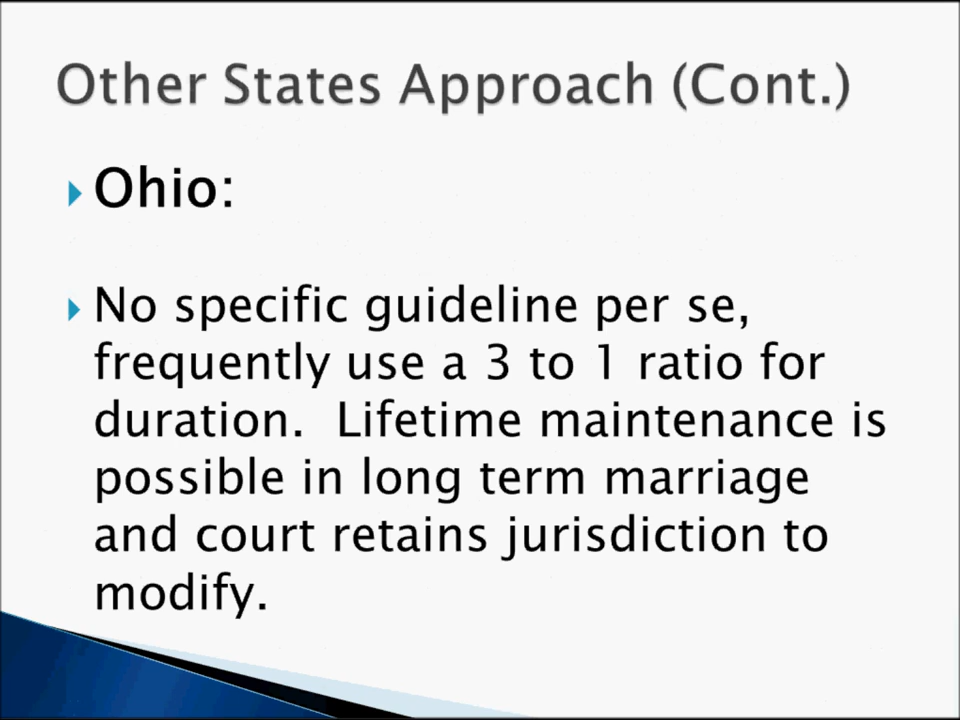 Other States Approach (Cont.)
Ohio:
No specific guideline per se,
frequently use a 3 to 1 ratio for
duration.  Lifetime maintenance is
possible in long term marriage
and court retains jurisdiction to
modify.